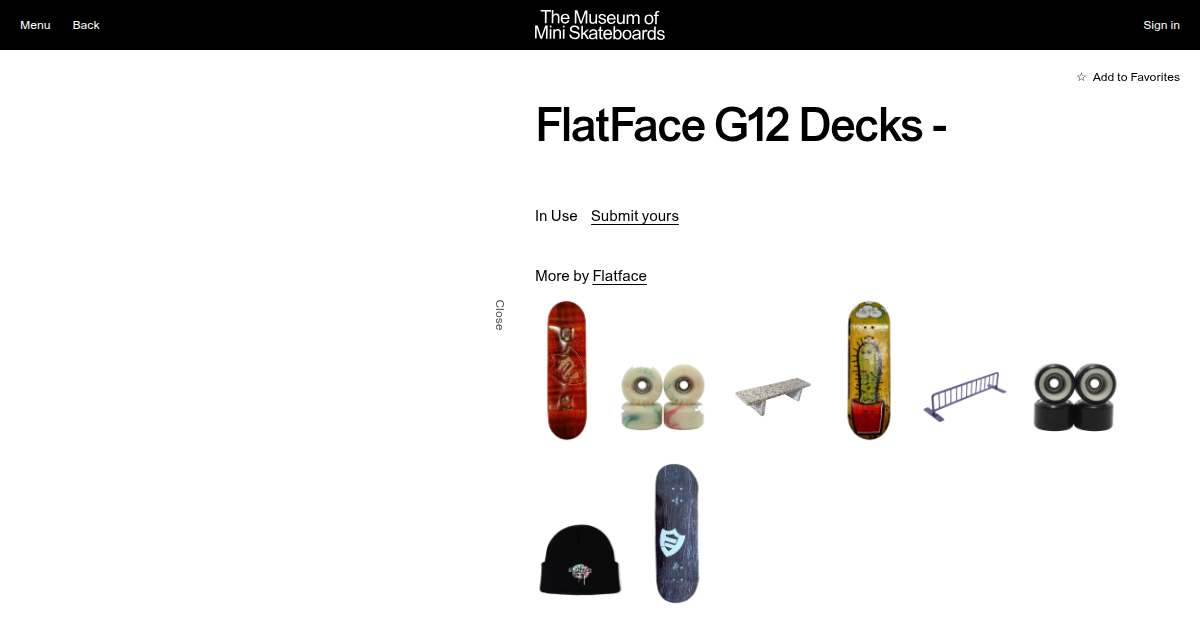 Menu
Back
The Museum of
Mini Skateboards
Sign in
☆ Add to Favorites
FlatFace G12 Decks -
In Use Submit yours
More by Flatface
Close